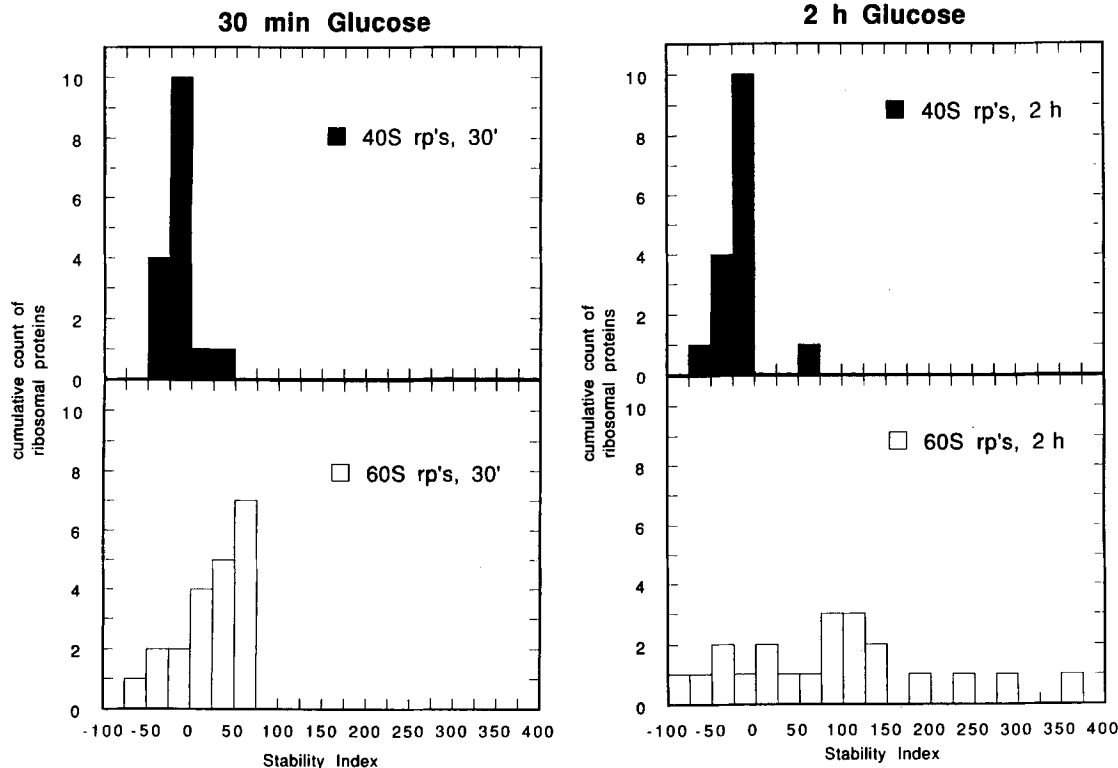 30 min Glucose
10
8
6
4
2
0
40S rp's, 30'
10
8
6
4
2
0
60S rp's, 30'
cumulative count of
ribosomal proteins
-100 -50 0 50 100 150 200 250 300 350 400
Stability Index
2 h Glucose
10
8
6
4
2
0
40S rp's, 2 h
10
8
6
4
2
0
60S rp's, 2 h
cumulative count of
ribosomal proteins
-100 -50 0 50 100 150 200 250 300 350 400
Stability Index